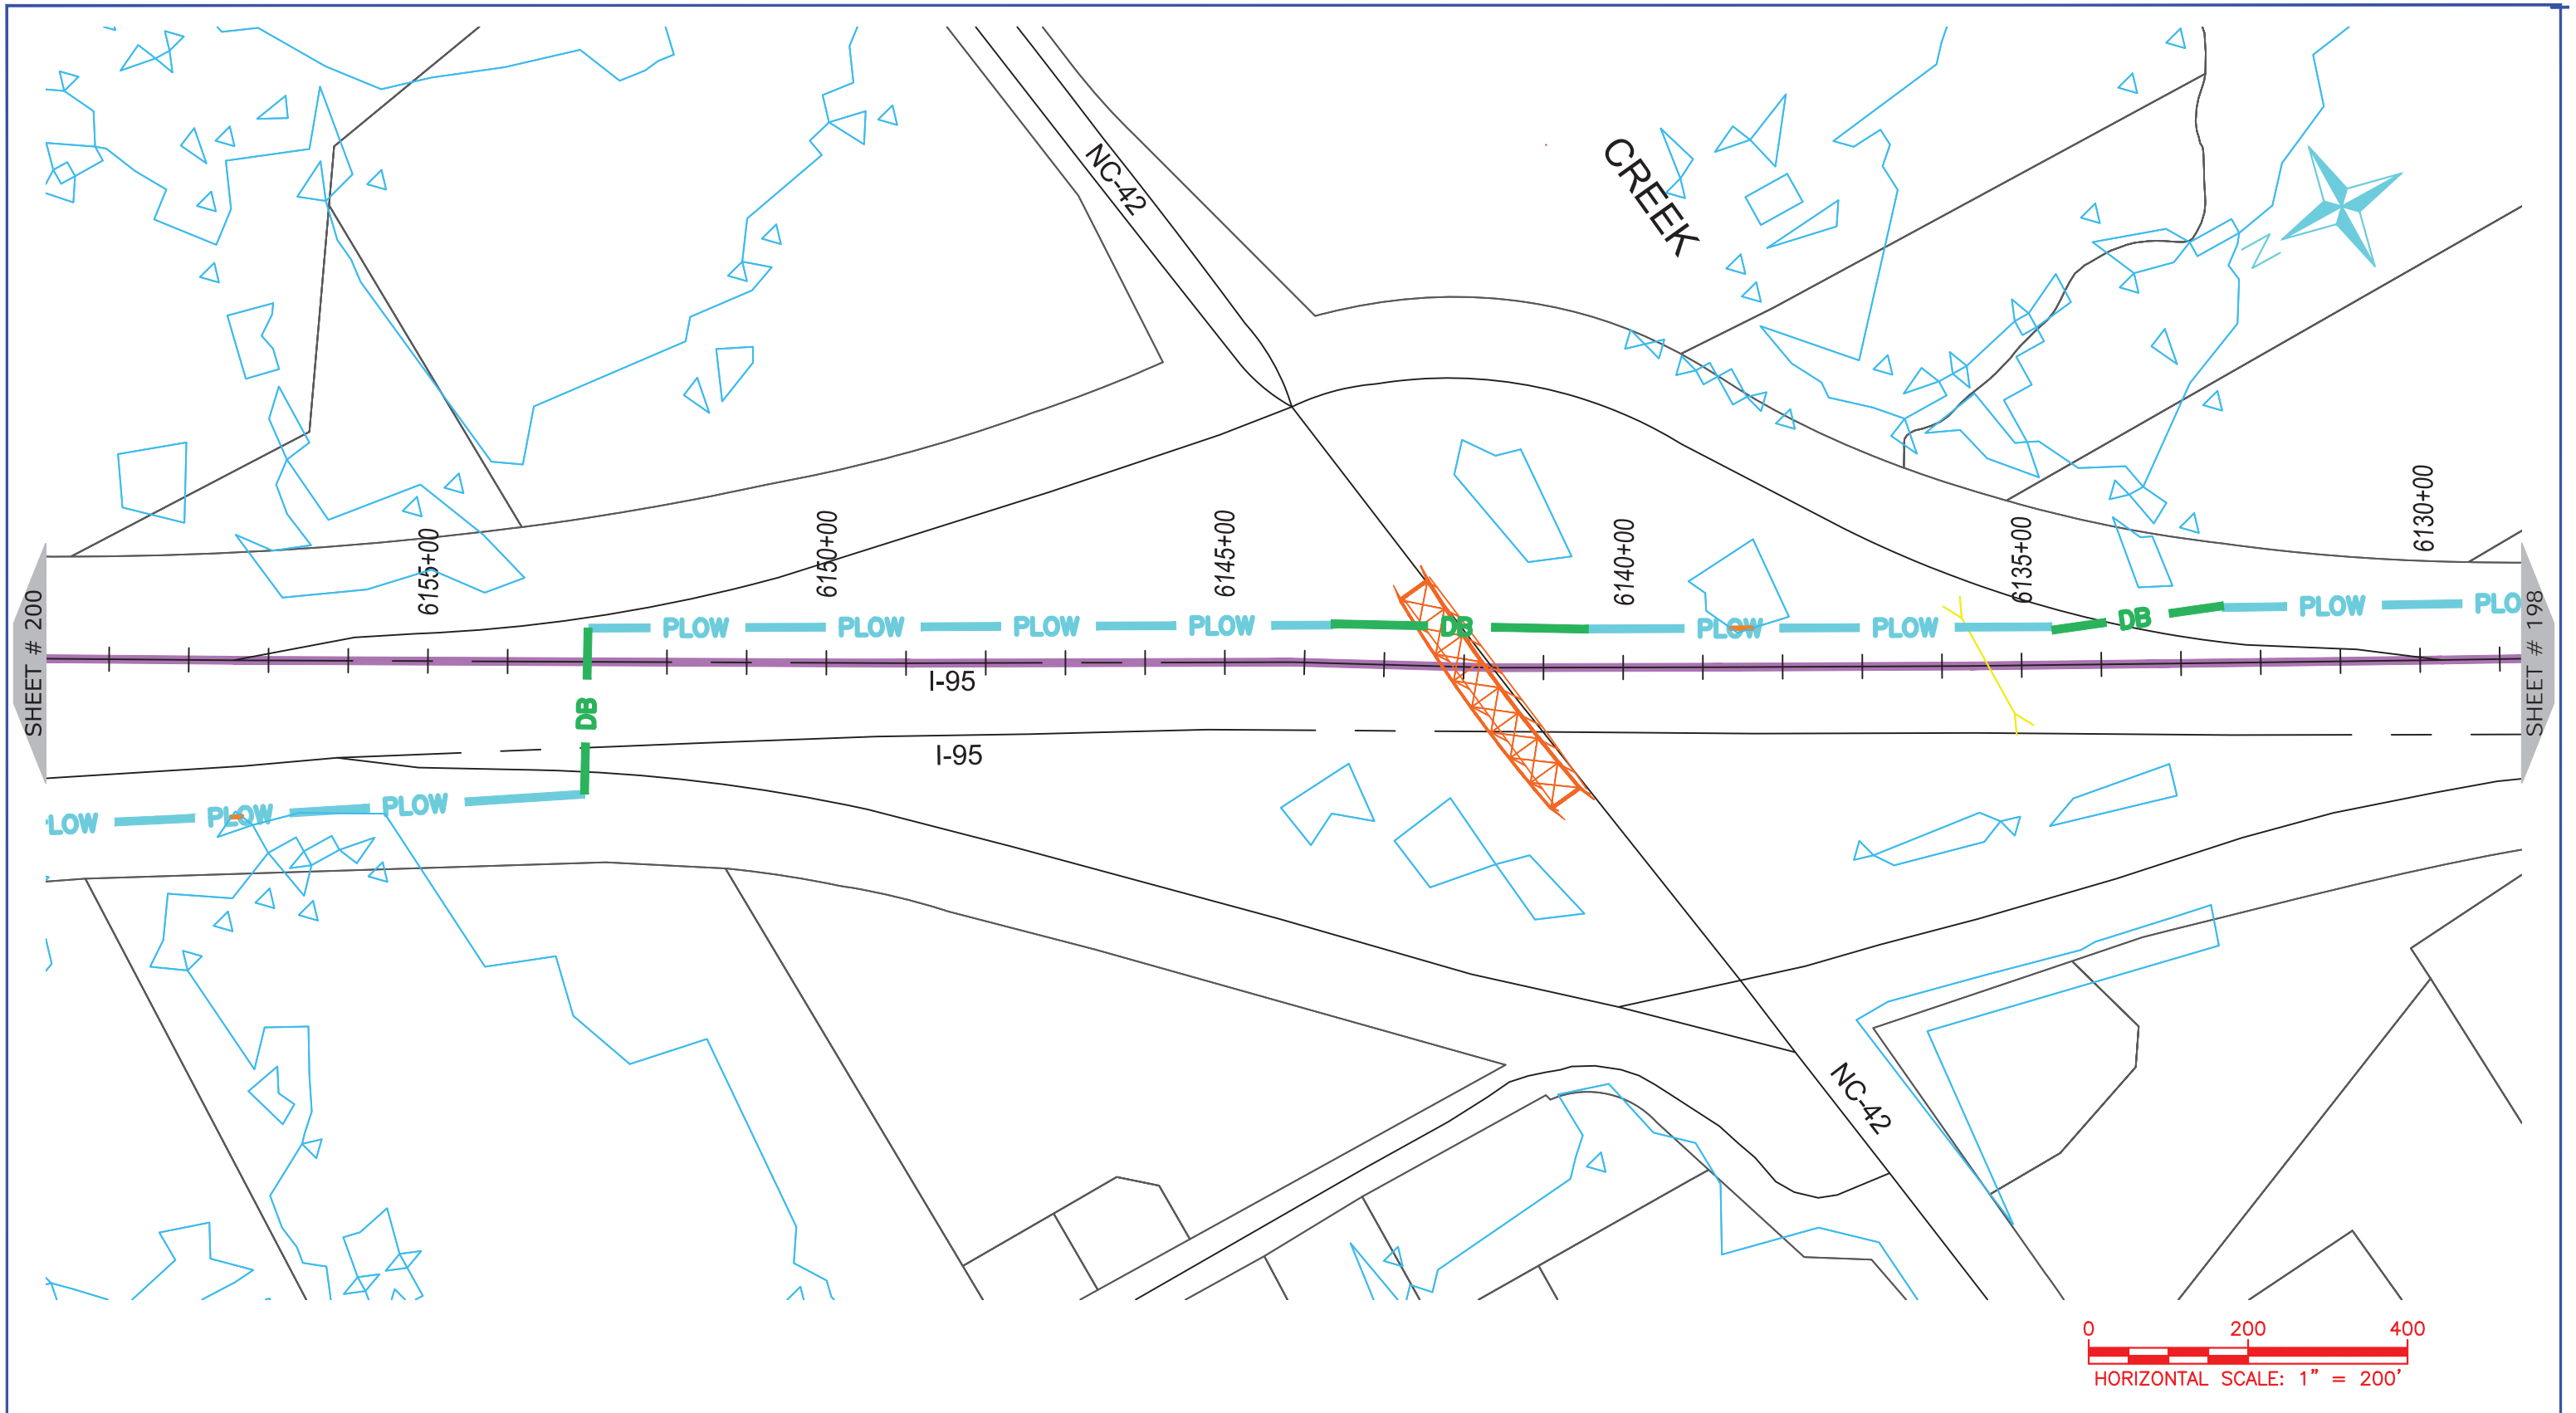 NC-42
CREEK
N
6155+00
6150+00
6145+00
6140+00
6135+00
6130+00
SHEET # 200
SHEET # 198
PLOW PLOW PLOW PLOW DB PLOW PLOW DB PLOW PLO
I-95
DB
I-95
LOW PLOW PLOW
NC-42
0 200 400
HORIZONTAL SCALE: 1" = 200'